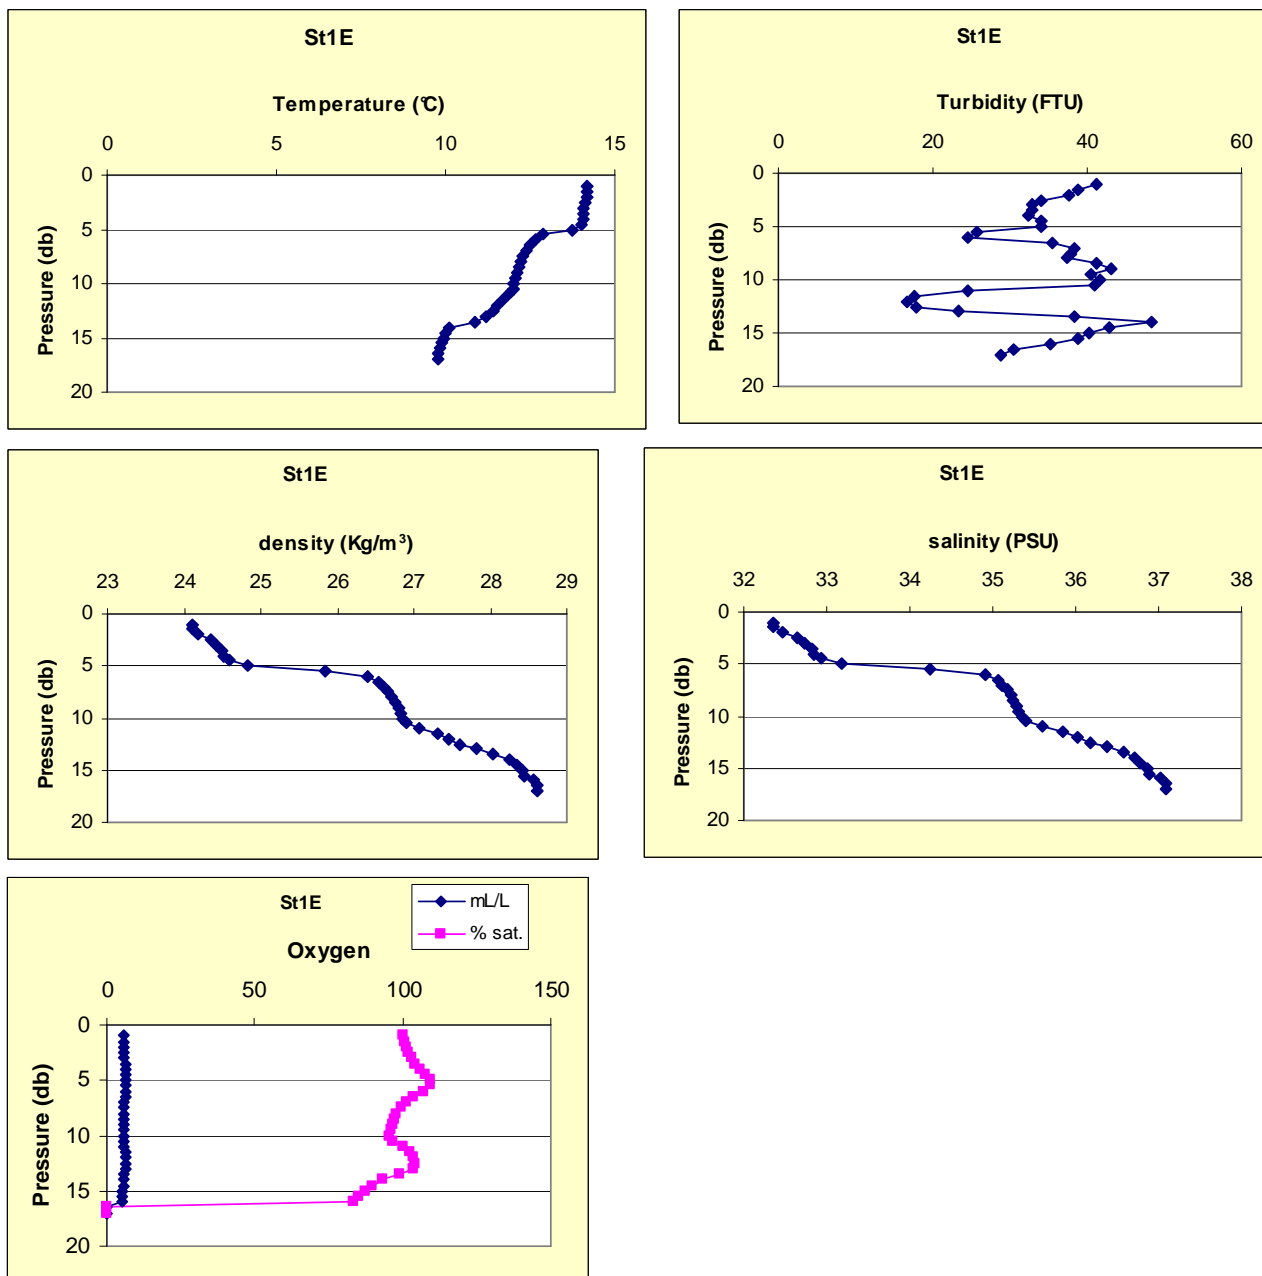 St1E
Temperature (°C)
0 5 10 15
0
5
10
15
20
Pressure (db)
St1E
Turbidity (FTU)
0 20 40 60
0
5
10
15
20
Pressure (db)
St1E
density (Kg/m³)
23 24 25 26 27 28 29
0
5
10
15
20
Pressure (db)
St1E
salinity (PSU)
32 33 34 35 36 37 38
0
5
10
15
20
Pressure (db)
St1E
mL/L
% sat.
Oxygen
0 50 100 150
0
5
10
15
20
Pressure (db)